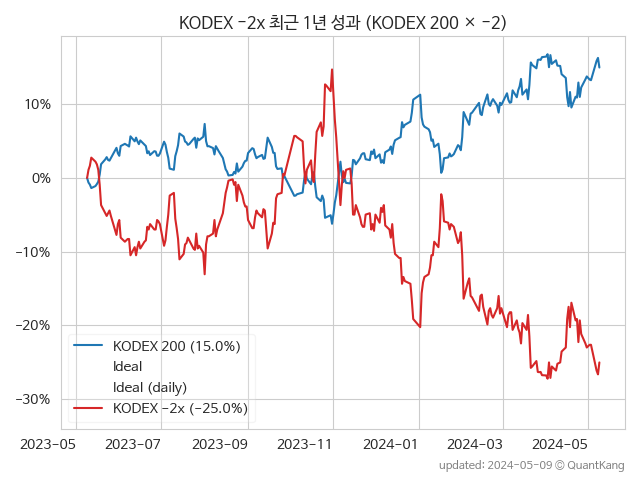 KODEX -2x 최근 1년 성과 (KODEX 200 × -2)
10%
0%
−10%
−20%
−30%
KODEX 200 (15.0%)
Ideal
Ideal (daily)
KODEX -2x (-25.0%)
2023-05
2023-07
2023-09
2023-11
2024-01
2024-03
2024-05
updated: 2024-05-09 © QuantKang